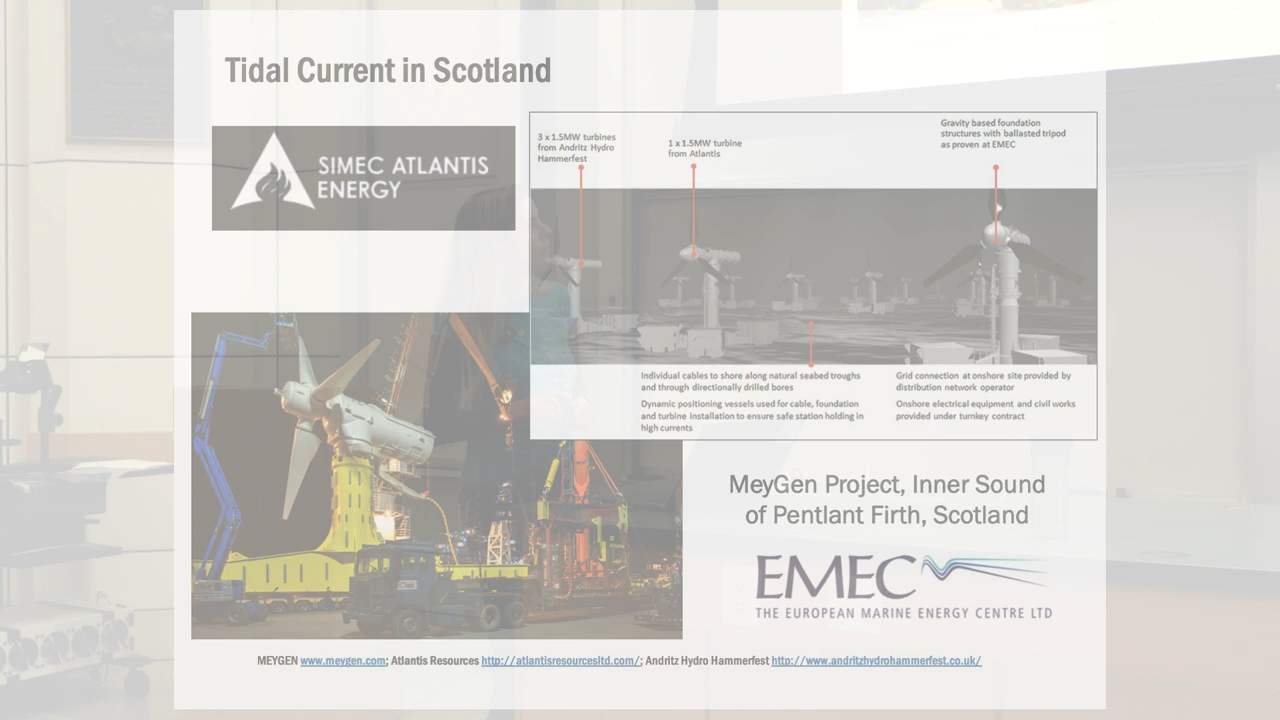 Tidal Current in Scotland
SIMEC ATLANTIS
ENERGY
3 x 1.5MW turbines
from Andritz Hydro
Hammerfest
1 x 1.5MW turbine
from Atlantis
Gravity based foundation
structures with ballasted tripod
as proven at EMEC
Individual cables to shore along natural seabed troughs
and through directionally drilled bores
Dynamic positioning vessels used for cable, foundation
and turbine installation to ensure safe station holding in
high currents
Grid connection at onshore site provided by
distribution network operator
Onshore electrical equipment and civil works
provided under turnkey contract
MeyGen Project, Inner Sound
of Pentlant Firth, Scotland
EMEC
THE EUROPEAN MARINE ENERGY CENTRE LTD
MEYGEN www.meygen.com; Atlantis Resources http://atlantisresourcesltd.com/; Andritz Hydro Hammerfest http://www.andritzhydrohammerfest.co.uk/